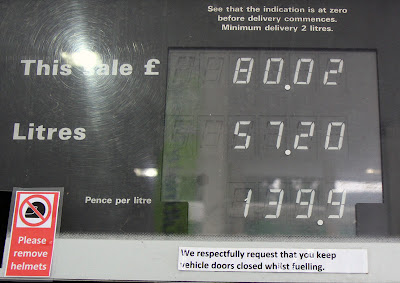 See that the indication is at zero
before delivery commences.
Minimum delivery 2 litres.
This sale £ 80.02
Litres 57.20
Pence per litre 139.9
Please
remove
helmets
We respectfully request that you keep
vehicle doors closed whilst fuelling.